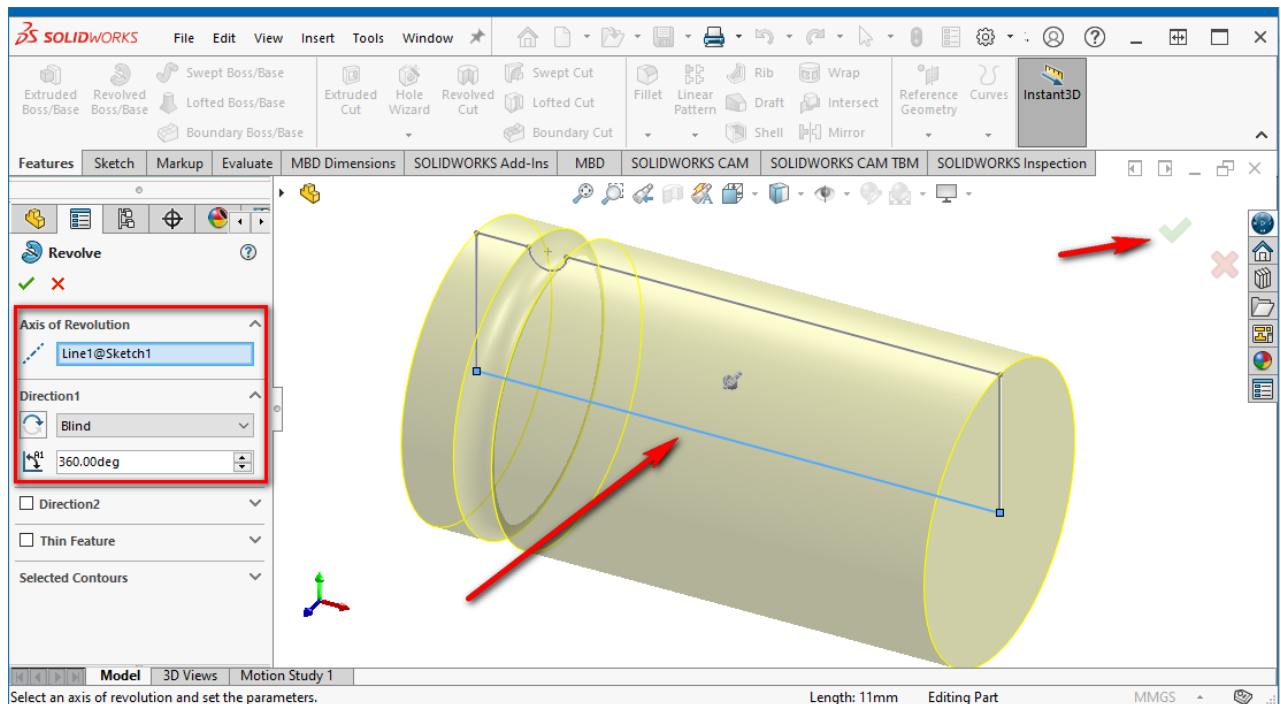 SOLIDWORKS File Edit View Insert Tools Window
Extruded Boss/Base
Revolved Boss/Base
Swept Boss/Base
Lofted Boss/Base
Boundary Boss/Base
Extruded Cut
Hole Wizard
Revolved Cut
Swept Cut
Lofted Cut
Boundary Cut
Fillet
Linear Pattern
Rib
Draft
Shell
Wrap
Intersect
Mirror
Reference Geometry
Curves
Instant3D
Features Sketch Markup Evaluate MBD Dimensions SOLIDWORKS Add-Ins MBD SOLIDWORKS CAM SOLIDWORKS CAM TBM SOLIDWORKS Inspection
Revolve
Axis of Revolution
Line1@Sketch1
Direction1
Blind
A1
360.00deg
Direction2
Thin Feature
Selected Contours
Model 3D Views Motion Study 1
Select an axis of revolution and set the parameters. Length: 11mm Editing Part MMGS